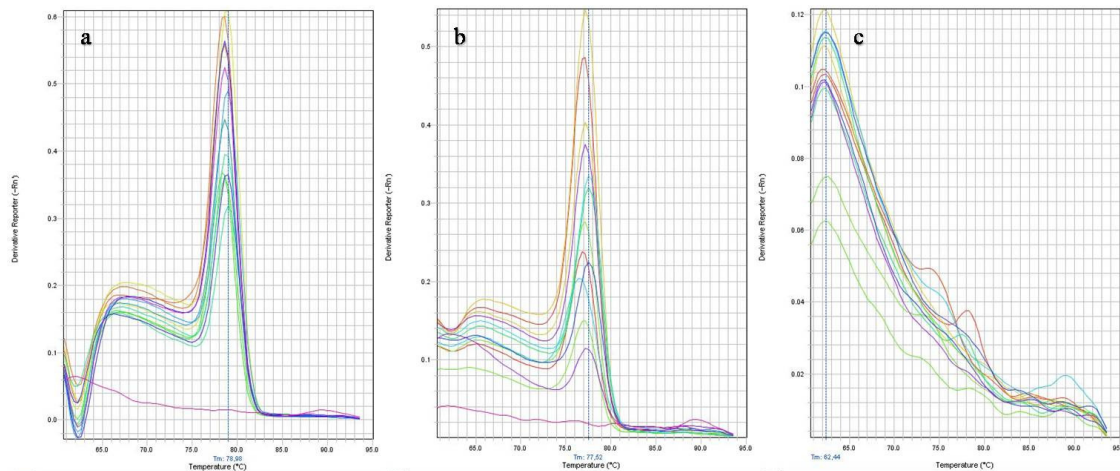 a
b
c
0.6
0.5
0.4
0.3
0.2
0.1
0.0
Derivative Reporter (-Rn')
65.0 70.0 75.0 80.0 85.0 90.0 95.0
Tm: 78,90
Temperature (°C)
0.5
0.4
0.3
0.2
0.1
Derivative Reporter (-Rn')
65.0 70.0 75.0 80.0 85.0 90.0 95.0
Tm: 77,52
Temperature (°C)
0.12
0.1
0.08
0.06
0.04
0.02
Derivative Reporter (-Rn')
65.0 70.0 75.0 80.0 85.0 90.0 95.0
Tm: 62,44
Temperature (°C)